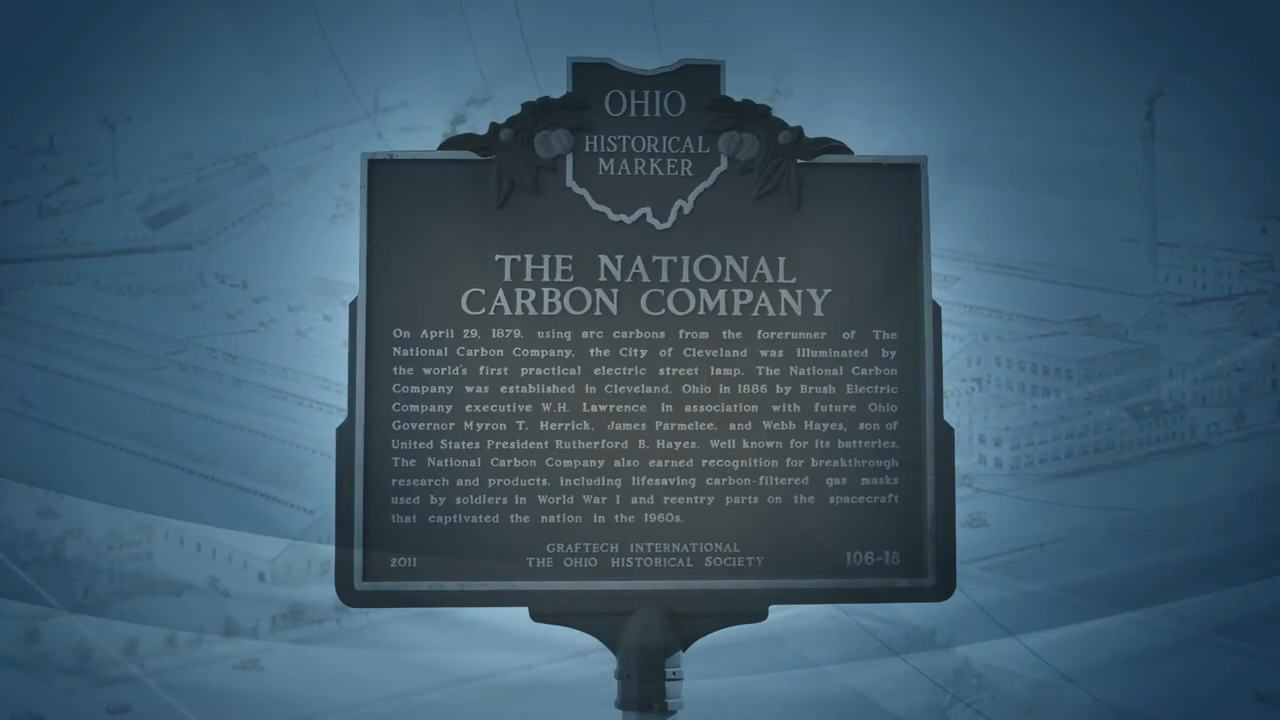 OHIO
HISTORICAL
MARKER
THE NATIONAL
CARBON COMPANY
On April 29, 1879, using arc carbons from the forerunner of The
National Carbon Company, the City of Cleveland was illuminated by
the world's first practical electric street lamp. The National Carbon
Company was established in Cleveland, Ohio in 1886 by Brush Electric
Company executive W.H. Lawrence in association with future Ohio
Governor Myron T. Herrick, James Parmelee, and Webb Hayes, son of
United States President Rutherford B. Hayes. Well known for its batteries,
The National Carbon Company also earned recognition for breakthrough
research and products, including lifesaving carbon-filtered gas masks
used by soldiers in World War I and reentry parts on the spacecraft
that captivated the nation in the 1960s.
GRAFTECH INTERNATIONAL
2011 THE OHIO HISTORICAL SOCIETY 106-18